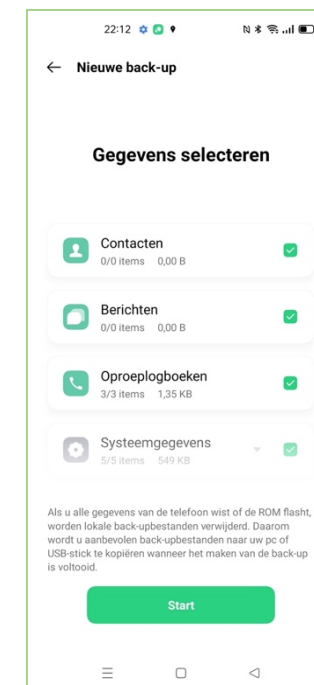 22:12
Nieuwe back-up
Gegevens selecteren
Contacten
0/0 items 0,00 B
Berichten
0/0 items 0,00 B
Oproeplogboeken
3/3 items 1,35 KB
Systeemgegevens
5/5 items 549 KB
Als u alle gegevens van de telefoon wist of de ROM flasht,
worden lokale back-upbestanden verwijderd. Daarom
wordt u aanbevolen back-upbestanden naar uw pc of
USB-stick te kopiëren wanneer het maken van de back-up
is voltooid.
Start